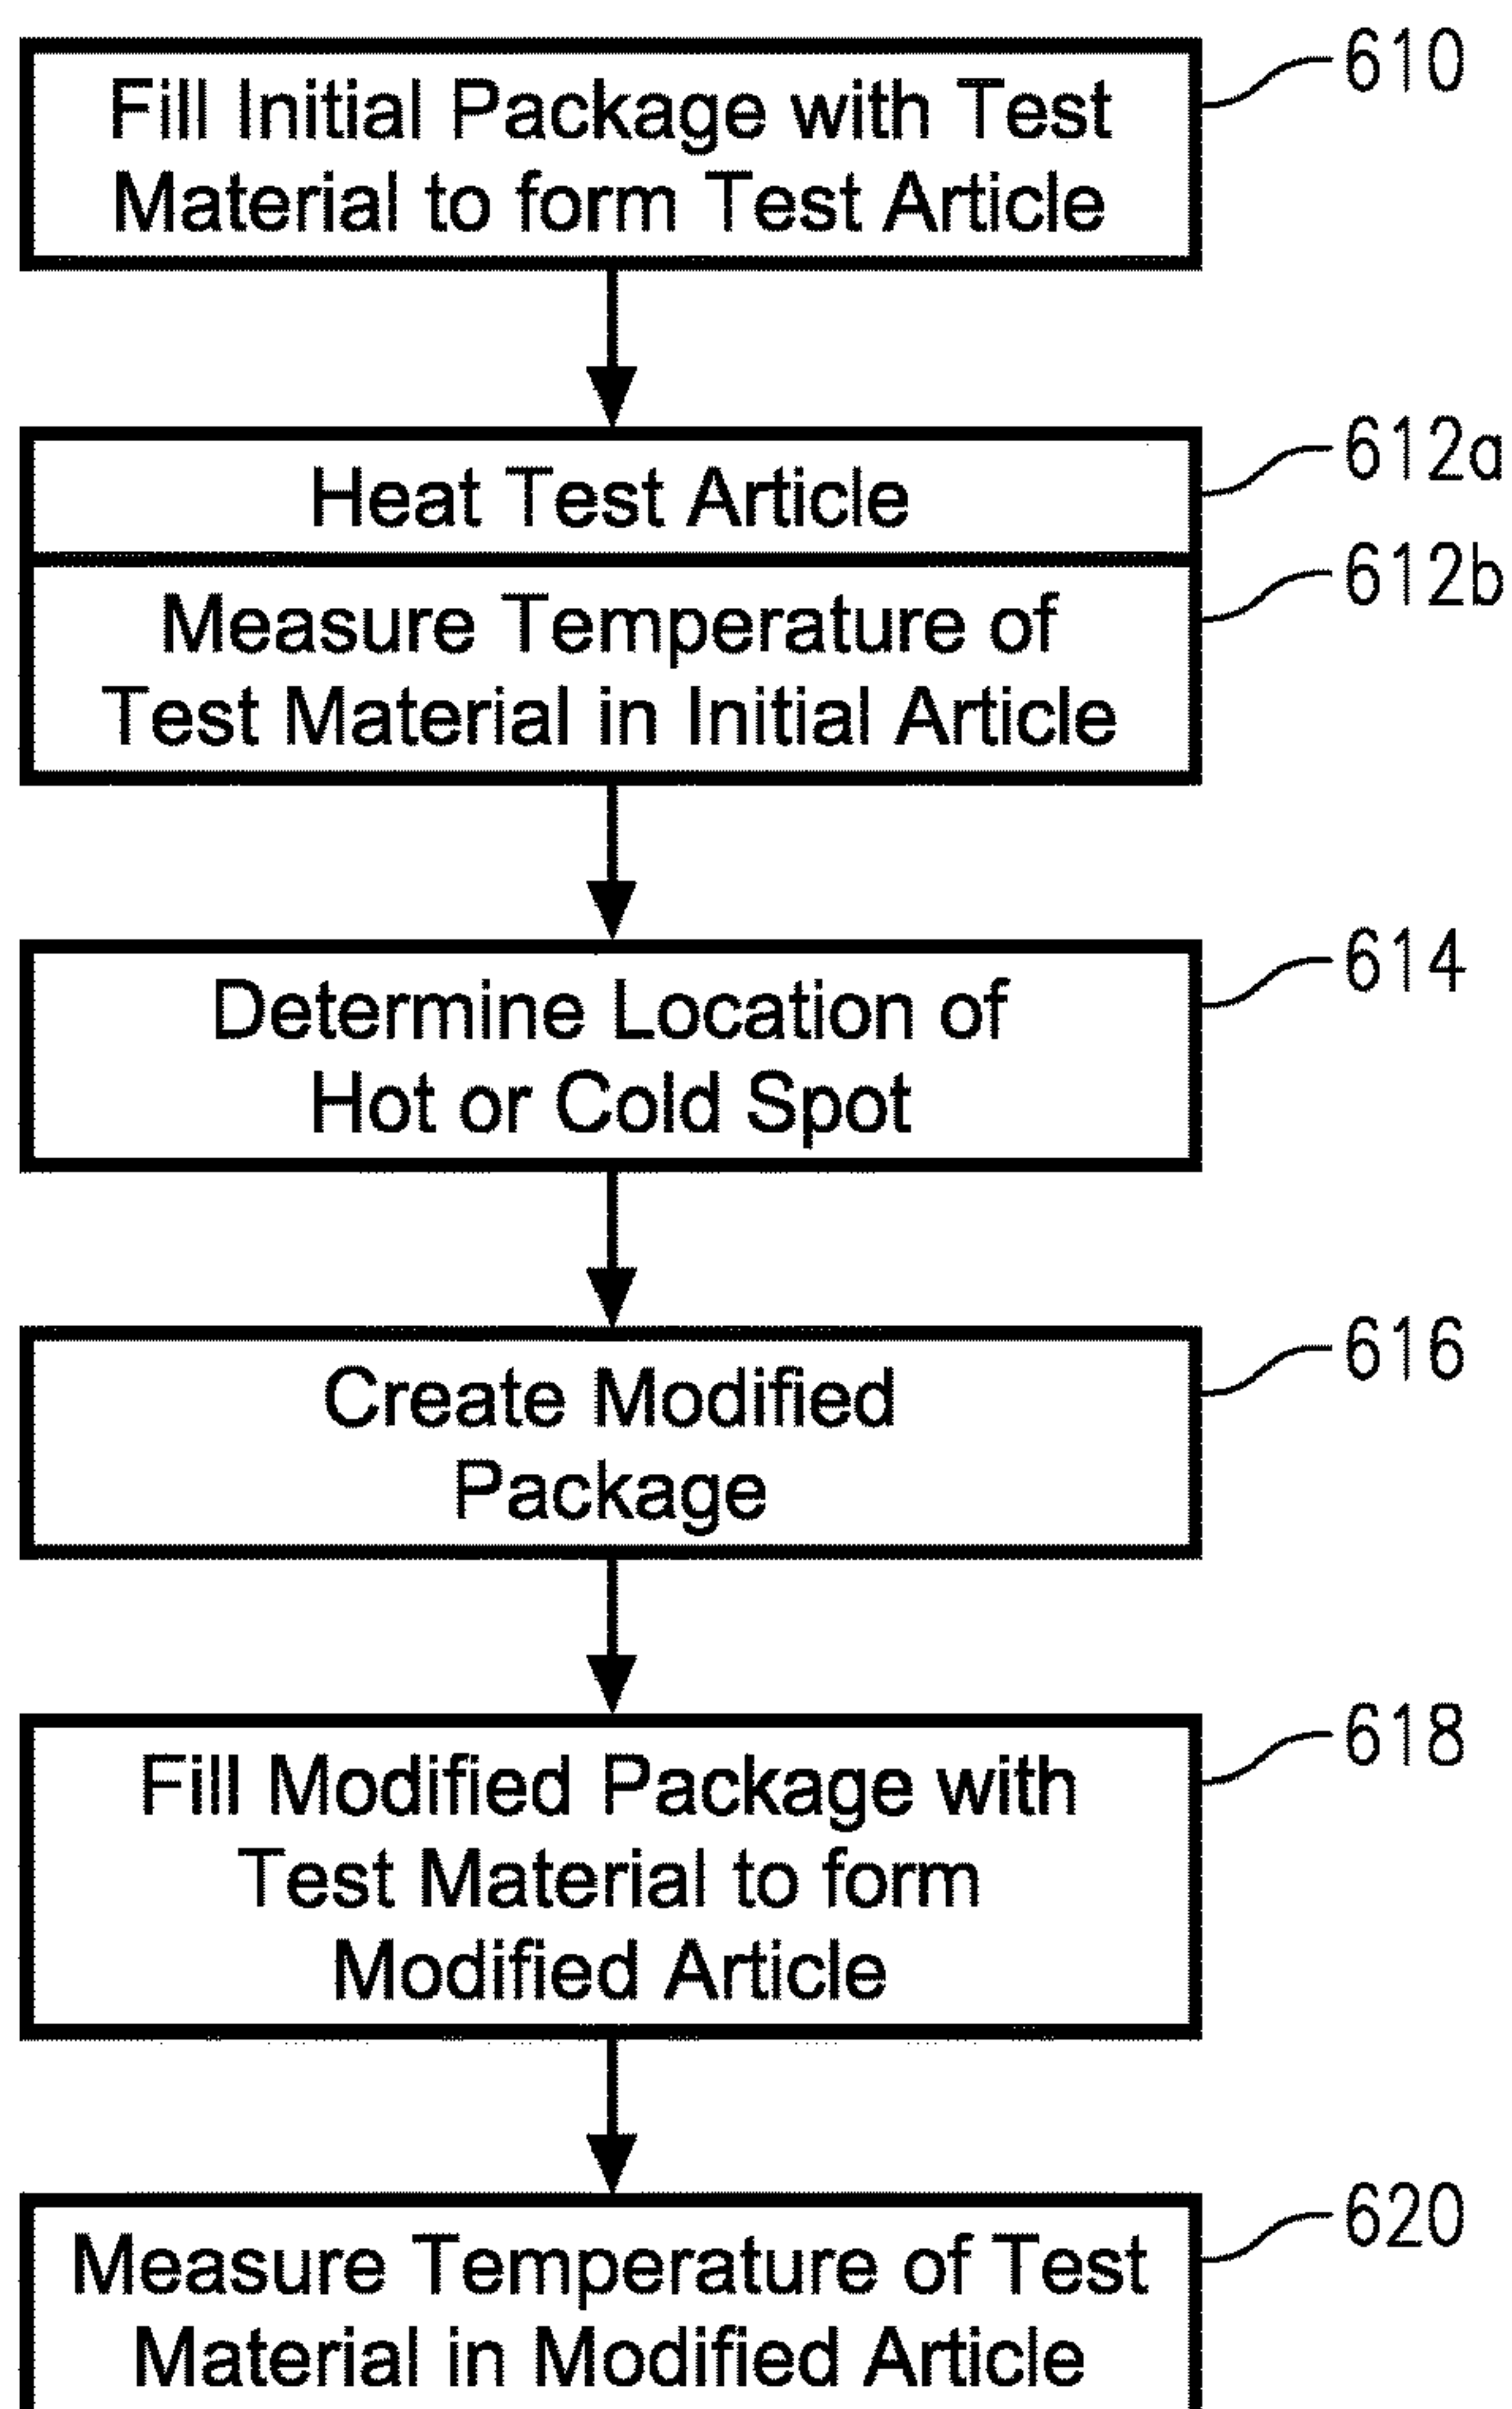 610
Fill Initial Package with Test
Material to form Test Article
612a
Heat Test Article
612b
Measure Temperature of
Test Material in Initial Article
614
Determine Location of
Hot or Cold Spot
616
Create Modified
Package
618
Fill Modified Package with
Test Material to form
Modified Article
620
Measure Temperature of Test
Material in Modified Article